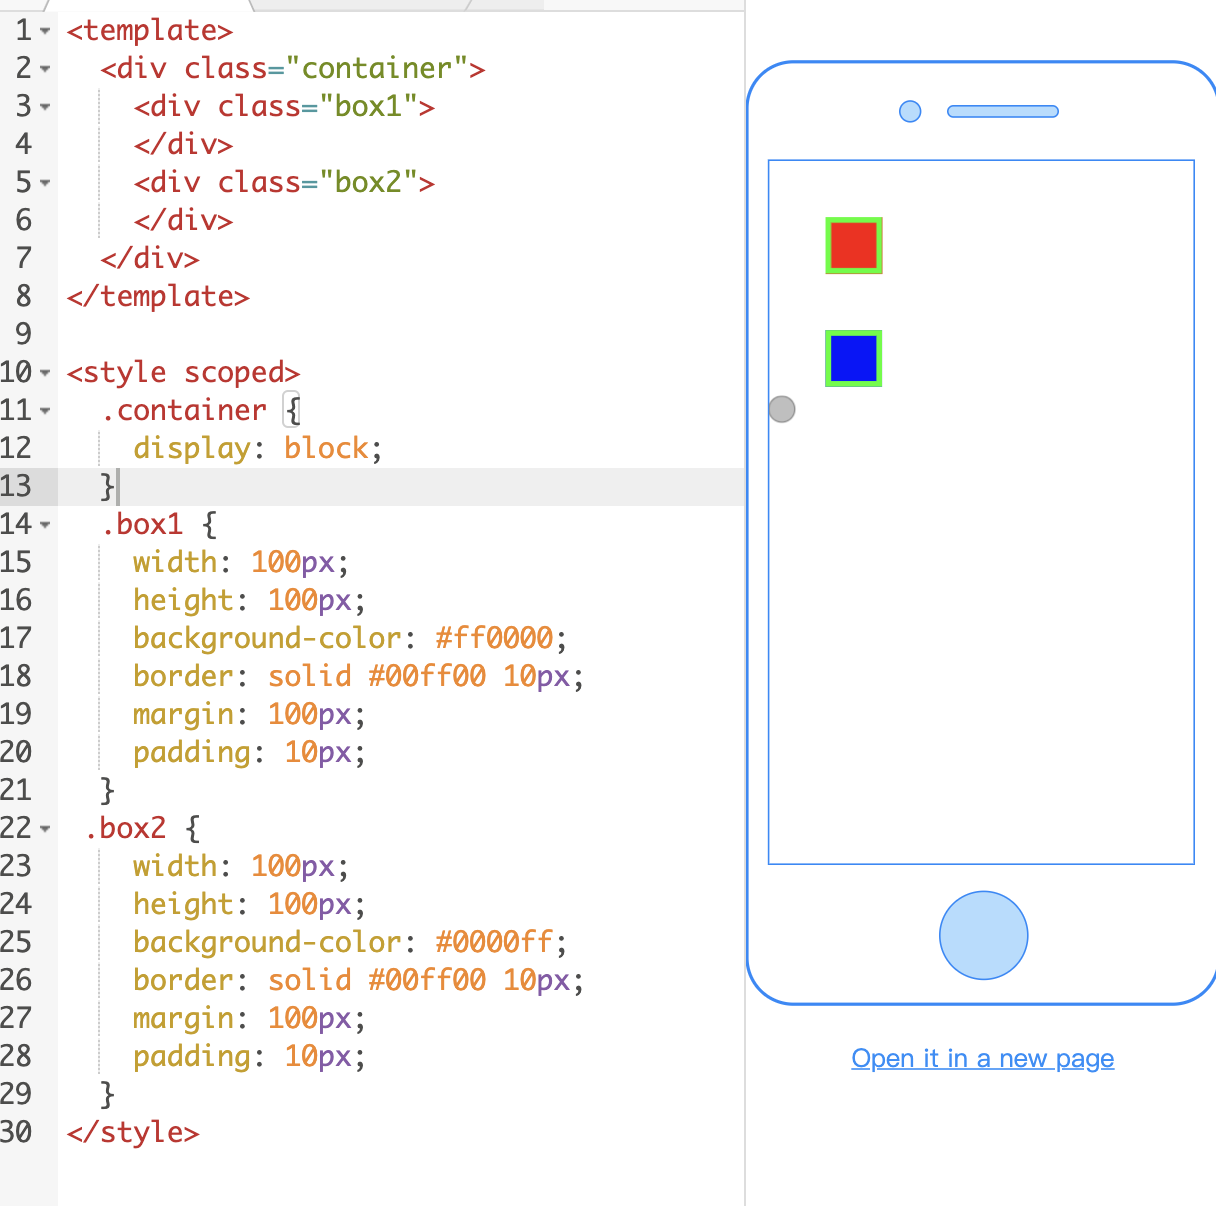 1 <template>
2 <div class="container">
3 <div class="box1">
4 </div>
5 <div class="box2">
6 </div>
7 </div>
8 </template>
9
10 <style scoped>
11 .container {
12 display: block;
13 }
14 .box1 {
15 width: 100px;
16 height: 100px;
17 background-color: #ff0000;
18 border: solid #00ff00 10px;
19 margin: 100px;
20 padding: 10px;
21 }
22 .box2 {
23 width: 100px;
24 height: 100px;
25 background-color: #0000ff;
26 border: solid #00ff00 10px;
27 margin: 100px;
28 padding: 10px;
29 }
30 </style>
Open it in a new page